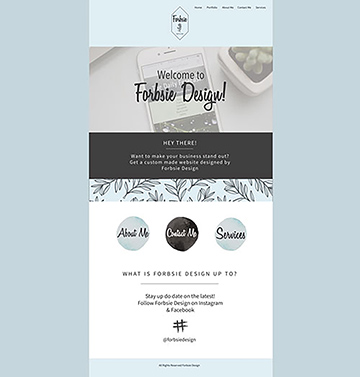 Home Portfolio About Me Contact Me Services
Forbsie
Welcome to
Forbsie Design!
HEY THERE!
Want to make your business stand out?
Get a custom made website designed by
Forbsie Design
About Me
Contact Me
Services
WHAT IS FORBSIE DESIGN UP TO?
Stay up do date on the latest!
Follow Forbsie Design on Instagram
& Facebook
#
@forbsiedesign
All Rights Reserved Forbsie Design